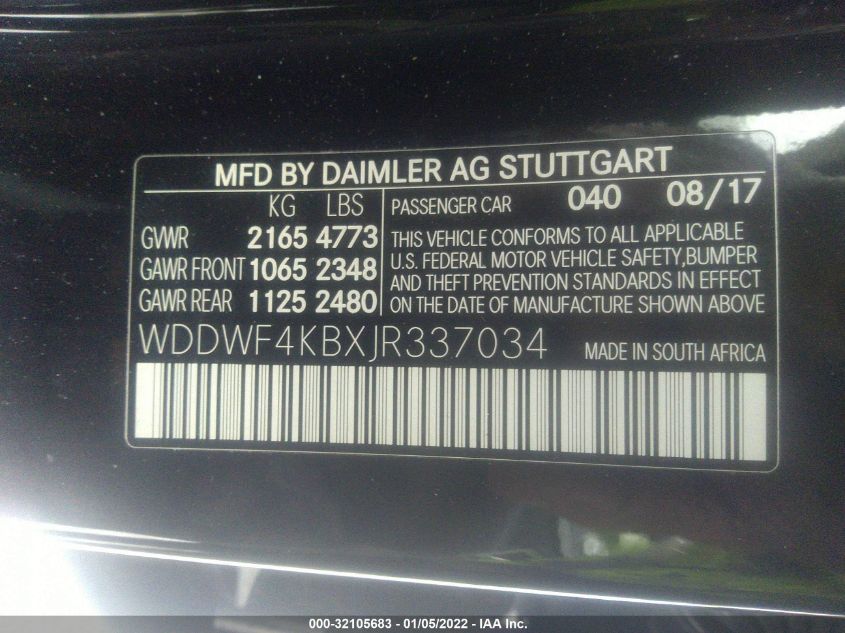 MFD BY DAIMLER AG STUTTGART
KG LBS
GVWR 2165 4773
GAWR FRONT 1065 2348
GAWR REAR 1125 2480
PASSENGER CAR 040 08/17
THIS VEHICLE CONFORMS TO ALL APPLICABLE
U.S. FEDERAL MOTOR VEHICLE SAFETY,BUMPER
AND THEFT PREVENTION STANDARDS IN EFFECT
ON THE DATE OF MANUFACTURE SHOWN ABOVE
WDDWF4KBXJR337034 MADE IN SOUTH AFRICA
000-32105683 - 01/05/2022 - IAA Inc.